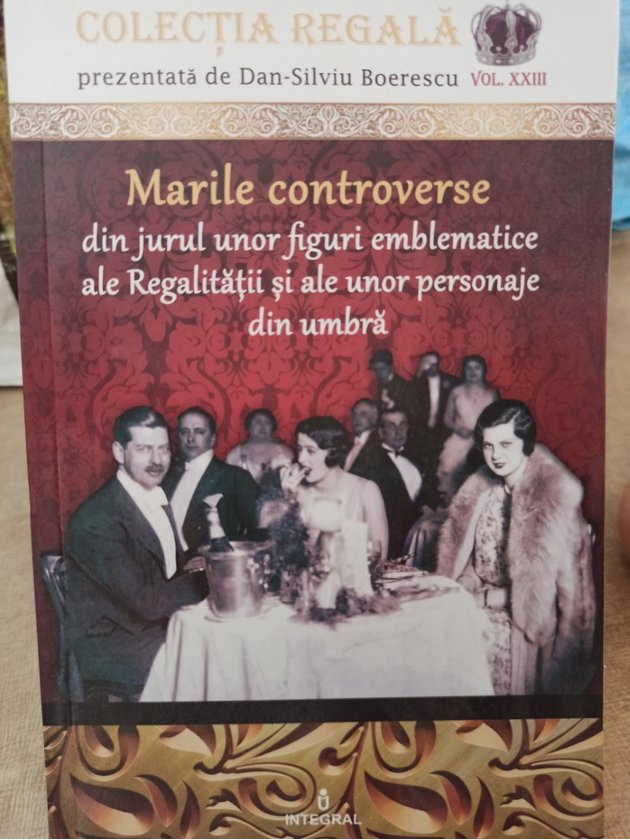 COLECȚIA REGALĂ
prezentată de Dan-Silviu Boerescu VOL. XXIII
Marile controverse
din jurul unor figuri emblematice
ale Regalității și ale unor personaje
din umbră
INTEGRAL